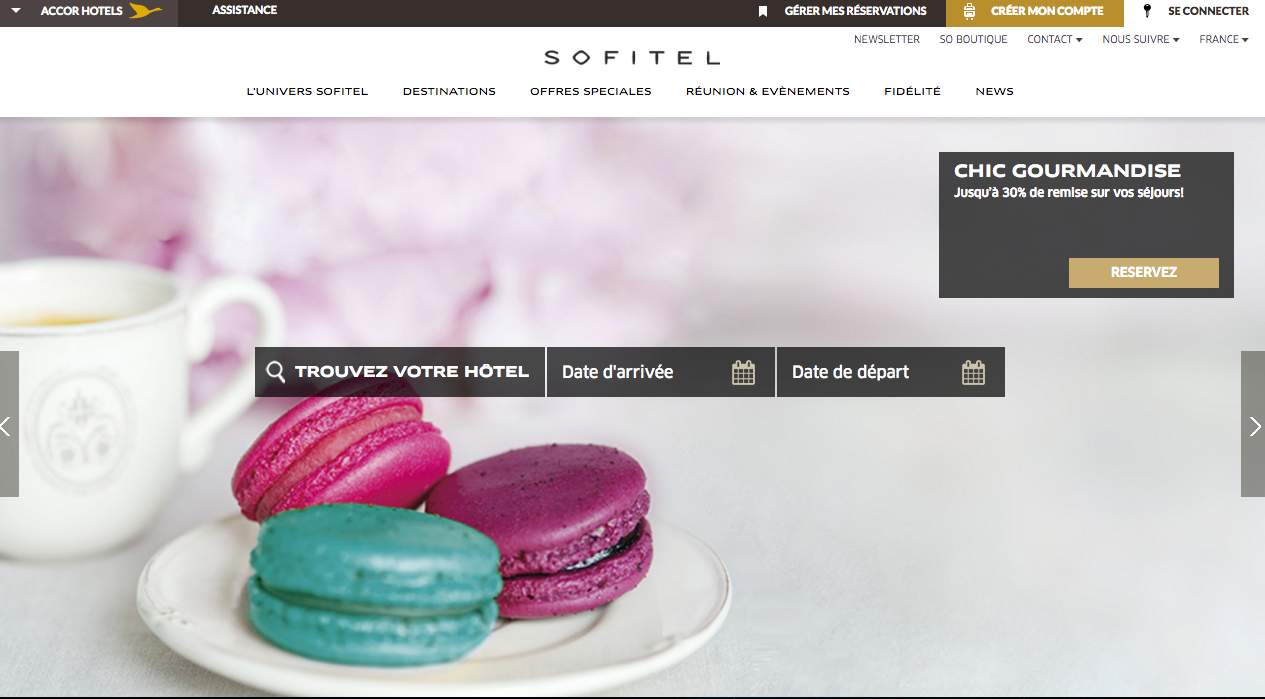 ACCOR HOTELS
ASSISTANCE
GÉRER MES RÉSERVATIONS
CRÉER MON COMPTE
SE CONNECTER
NEWSLETTER
SO BOUTIQUE
CONTACT
NOUS SUIVRE
FRANCE
SOFITEL
L'UNIVERS SOFITEL
DESTINATIONS
OFFRES SPECIALES
RÉUNION & EVÈNEMENTS
FIDÉLITÉ
NEWS
CHIC GOURMANDISE
Jusqu'à 30% de remise sur vos séjours!
RESERVEZ
TROUVEZ VOTRE HÔTEL
Date d'arrivée
Date de départ